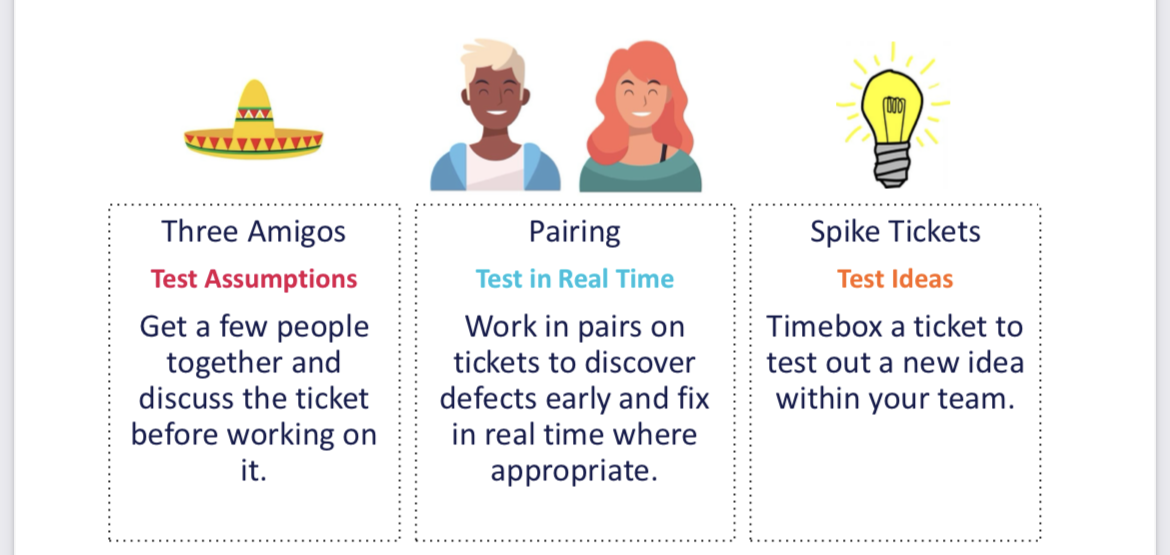 Three Amigos
Test Assumptions
Get a few people
together and
discuss the ticket
before working on
it.
Pairing
Test in Real Time
Work in pairs on
tickets to discover
defects early and fix
in real time where
appropriate.
Spike Tickets
Test Ideas
Timebox a ticket to
test out a new idea
within your team.